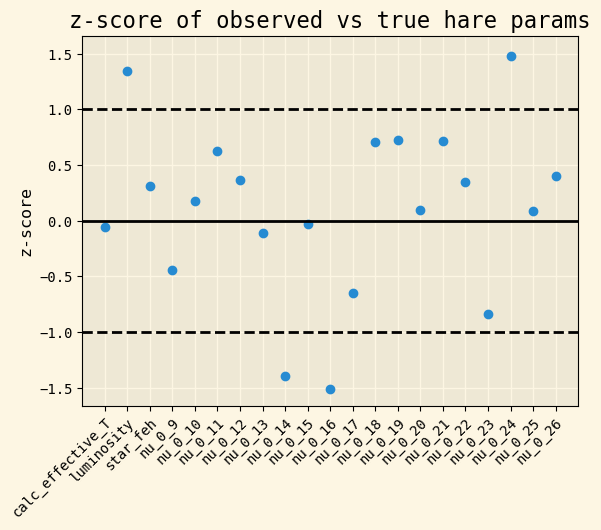 z-score of observed vs true hare params
z-score
1.5
1.0
0.5
0.0
−0.5
−1.0
−1.5
calc_effective_T
luminosity
star_feh
nu_0_9
nu_0_10
nu_0_11
nu_0_12
nu_0_13
nu_0_14
nu_0_15
nu_0_16
nu_0_17
nu_0_18
nu_0_19
nu_0_20
nu_0_21
nu_0_22
nu_0_23
nu_0_24
nu_0_25
nu_0_26